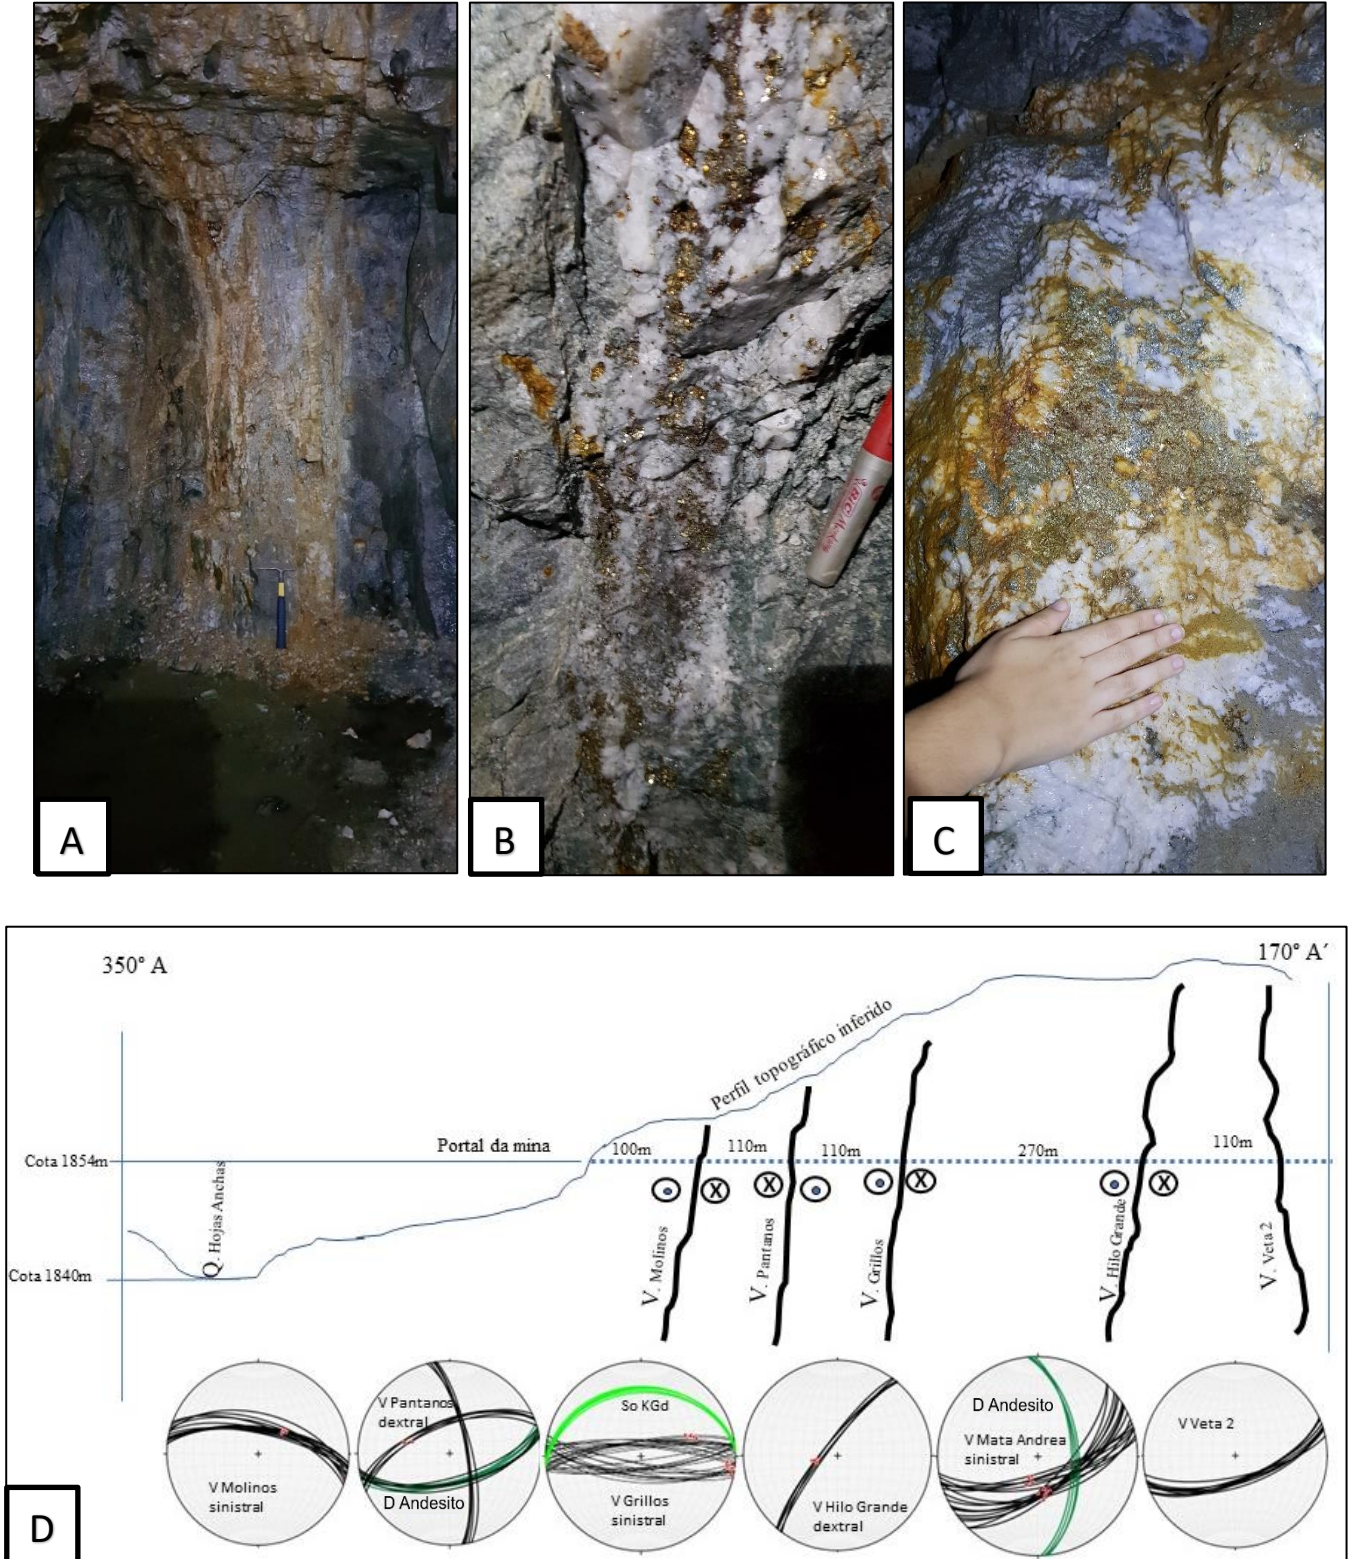 A
B
C
350° A
170° A´
Perfil topográfico inferido
Portal da mina
100m
110m
110m
270m
110m
Cota 1854m
Q. Hojas Anchas
X
X
X
X
V. Molinos
V. Pantanos
V. Grillos
V. Hilo Grande
V. Veta 2
Cota 1840m
V Molinos
sinistral
V Pantanos
dextral
D Andesito
So KGd
V Grillos
sinistral
V Hilo Grande
dextral
D Andesito
V Mata Andrea
sinistral
V Veta 2
D